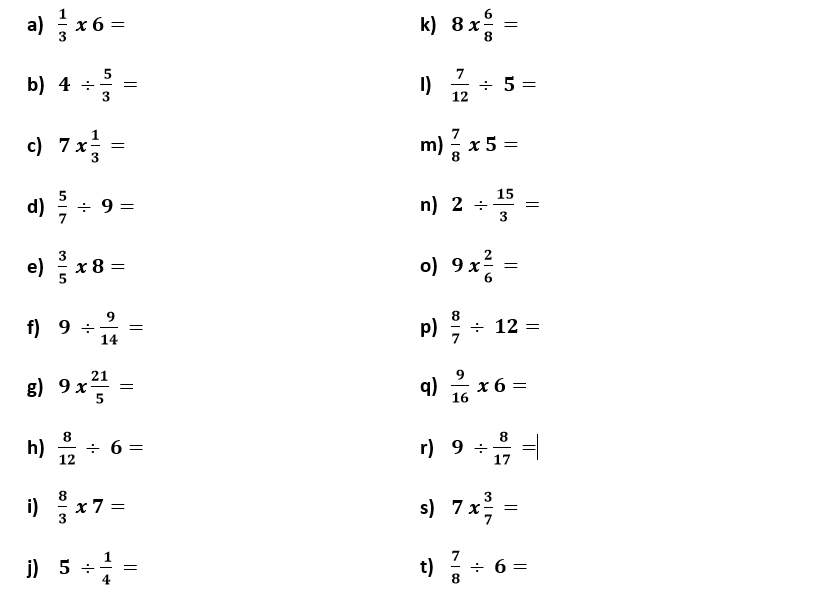 a) 1/3 x 6 =
b) 4 ÷ 5/3 =
c) 7 x 1/3 =
d) 5/7 ÷ 9 =
e) 3/5 x 8 =
f) 9 ÷ 9/14 =
g) 9 x 21/5 =
h) 8/12 ÷ 6 =
i) 8/3 x 7 =
j) 5 ÷ 1/4 =
k) 8 x 6/8 =
l) 7/12 ÷ 5 =
m) 7/8 x 5 =
n) 2 ÷ 15/3 =
o) 9 x 2/6 =
p) 8/7 ÷ 12 =
q) 9/16 x 6 =
r) 9 ÷ 8/17 =
s) 7 x 3/7 =
t) 7/8 ÷ 6 =